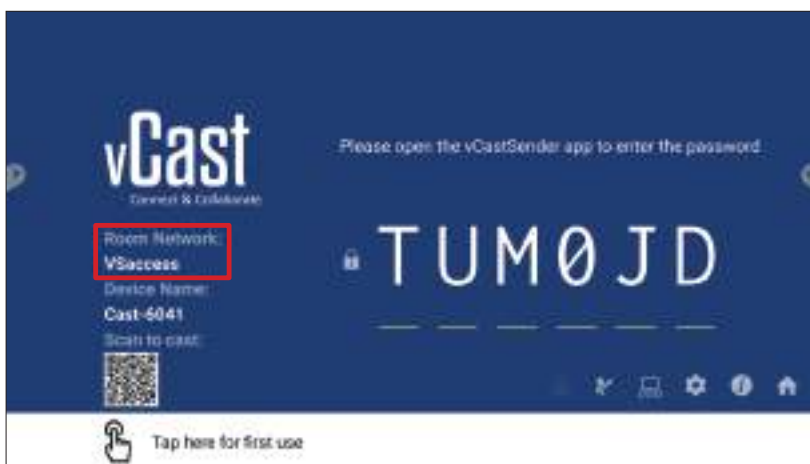 vCast
Connect & Collaborate
Please open the vCastSender app to enter the password
Room Network:
VSaccess
TUM0JD
Device Name:
Cast-6041
Scan to cast:
Tap here for first use